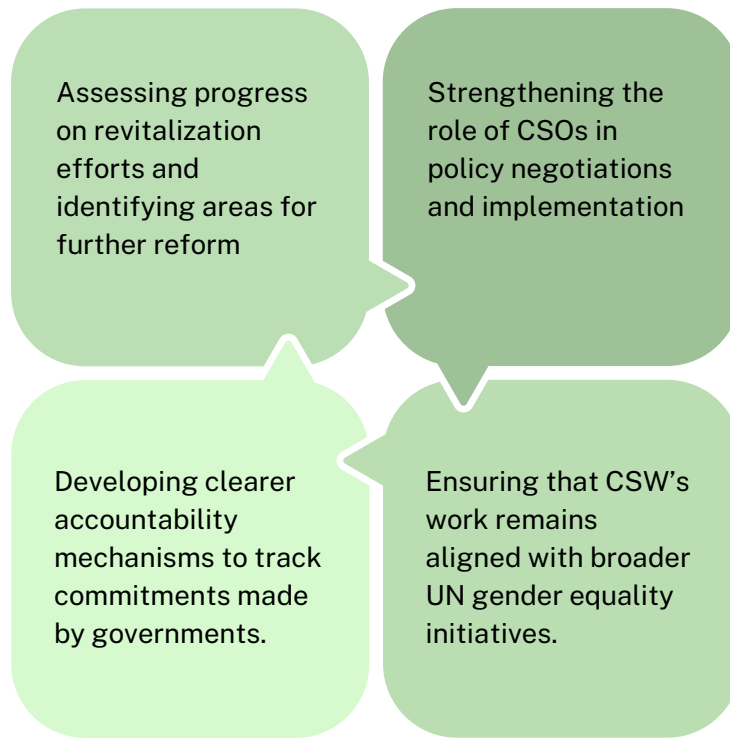 Assessing progress
on revitalization
efforts and
identifying areas for
further reform
Strengthening the
role of CSOs in
policy negotiations
and implementation
Developing clearer
accountability
mechanisms to track
commitments made
by governments.
Ensuring that CSW’s
work remains
aligned with broader
UN gender equality
initiatives.